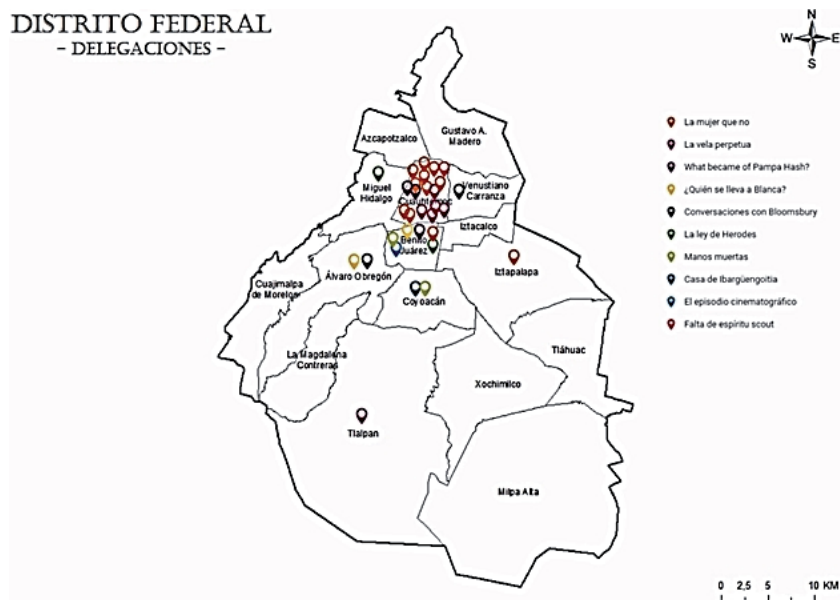 DISTRITO FEDERAL
- DELEGACIONES -
N
W E
S
Azcapotzalco
Gustavo A.
Madero
Miguel
Hidalgo
Cuauhtemoc
Venustiano
Carranza
Iztacalco
Benito
Juárez
Iztapalapa
Cuajimalpa
de Morelos
Álvaro Obregón
Coyoacán
La Magdalena
Contreras
Tláhuac
Xochimilco
Tlalpan
Milpa Alta
La mujer que no
La vela perpetua
What became of Pampa Hash?
¿Quién se lleva a Blanca?
Conversaciones con Bloomsbury
La ley de Herodes
Manos muertas
Casa de Ibargüengoitia
El episodio cinematográfico
Falta de espíritu scout
0 2,5 5 10 KM